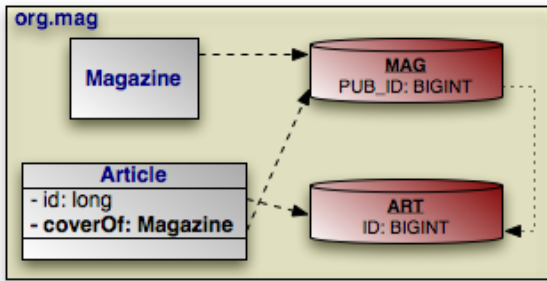 org.mag
Magazine
MAG
PUB_ID: BIGINT
Article
- id: long
- coverOf: Magazine
ART
ID: BIGINT